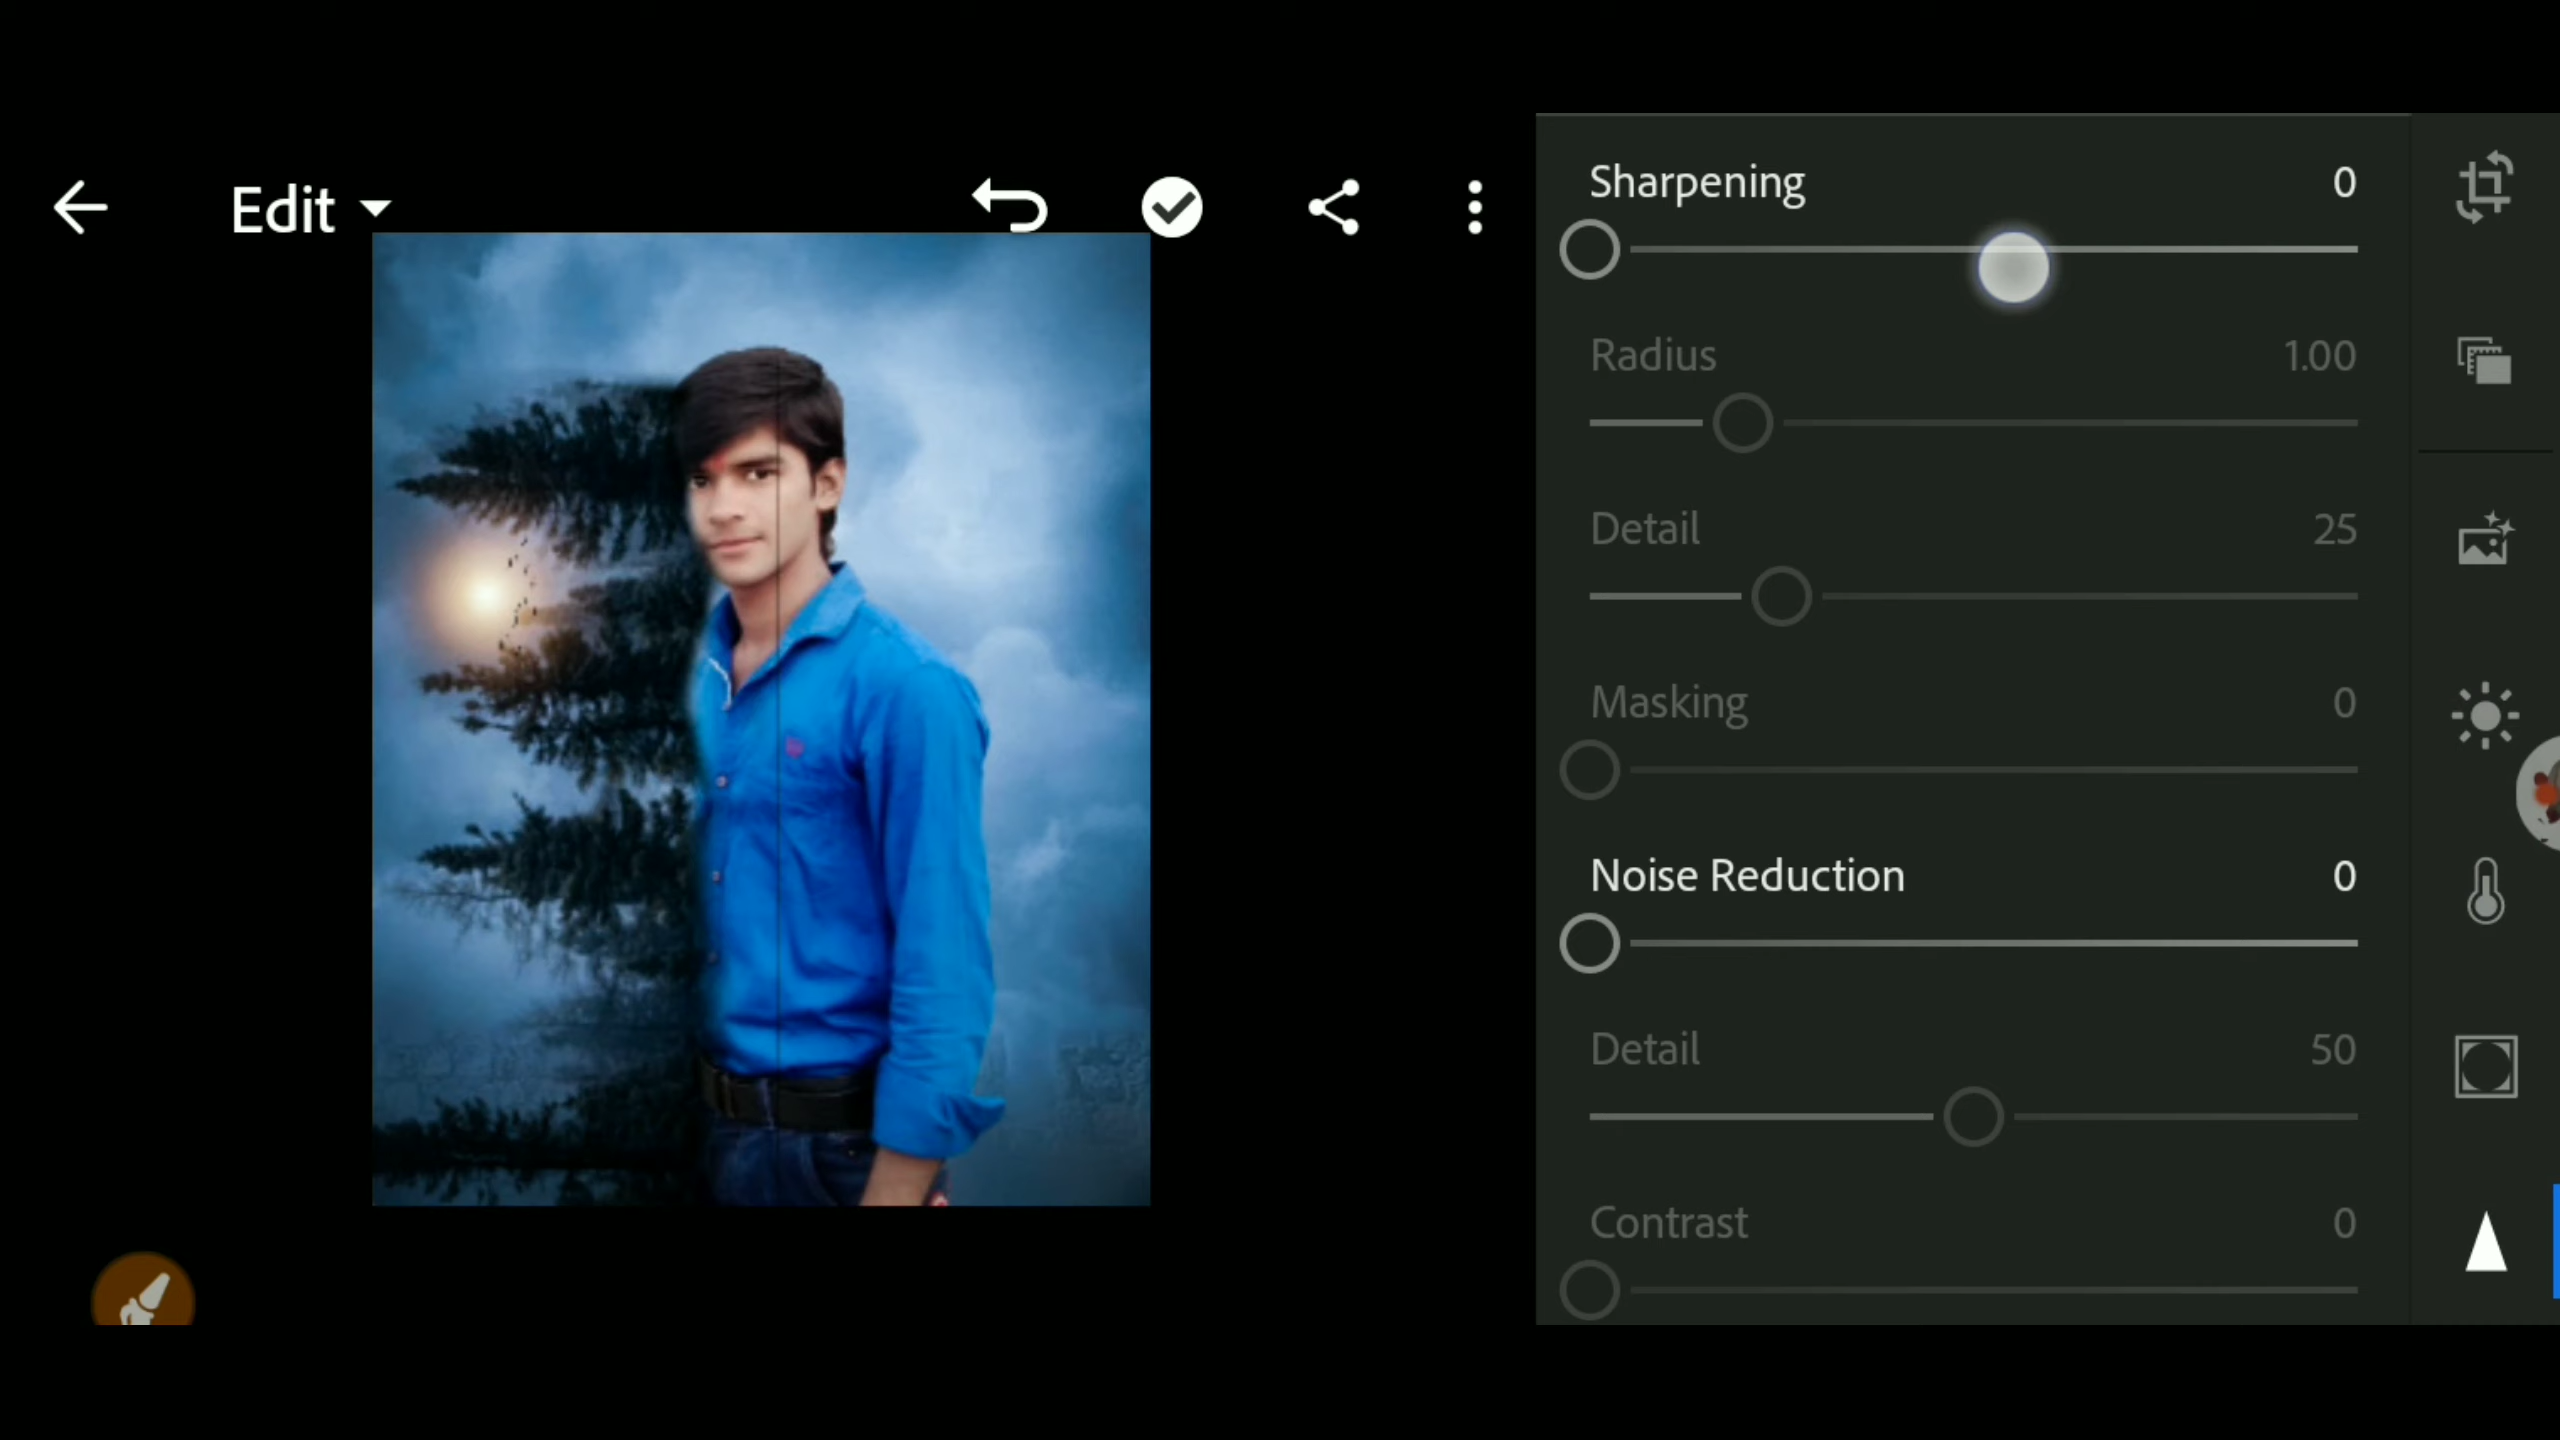 Edit
Sharpening 0
Radius 1.00
Detail 25
Masking 0
Noise Reduction 0
Detail 50
Contrast 0